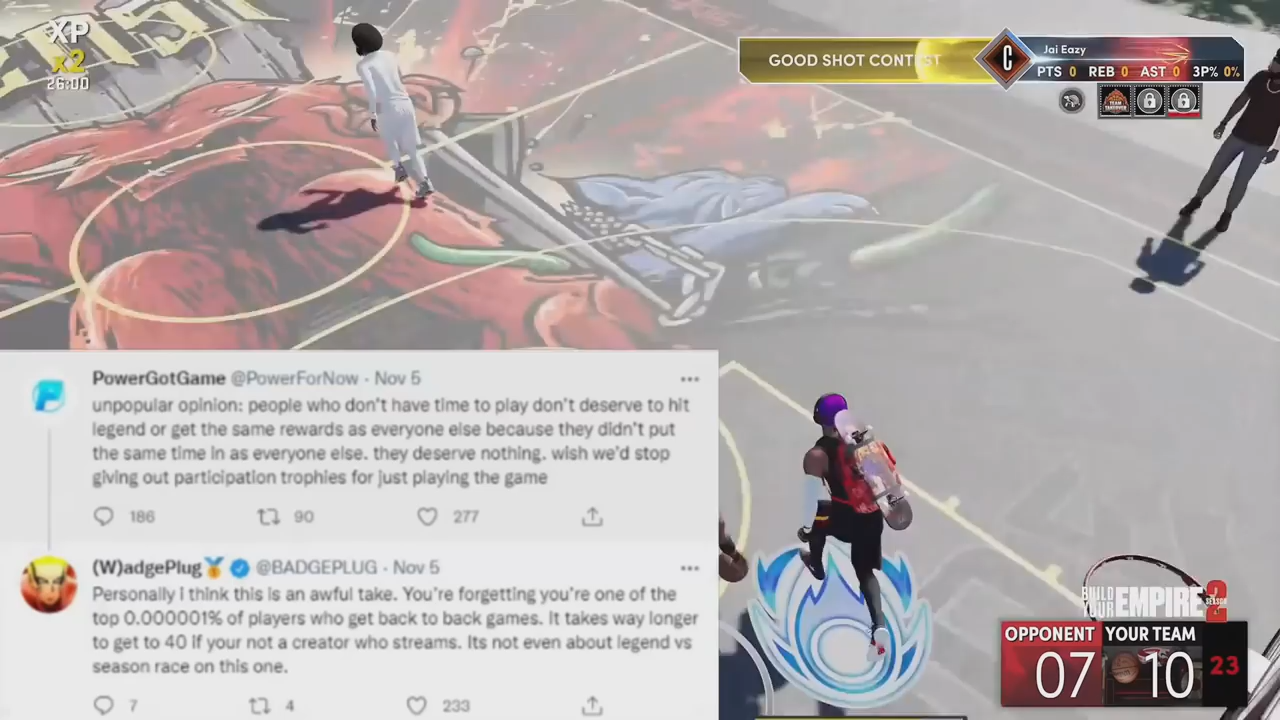 XP
x2
26:00
GOOD SHOT CONTEST
C
Jai Eazy
PTS 0 REB 0 AST 0 3P% 0%
TEAM
TAKEOVER
PowerGotGame @PowerForNow · Nov 5
unpopular opinion: people who don't have time to play don't deserve to hit
legend or get the same rewards as everyone else because they didn't put
the same time in as everyone else. they deserve nothing. wish we'd stop
giving out participation trophies for just playing the game
186 90 277
(W)adgePlug🏅 @BADGEPLUG · Nov 5
Personally I think this is an awful take. You're forgetting you're one of the
top 0.000001% of players who get back to back games. It takes way longer
to get to 40 if your not a creator who streams. Its not even about legend vs
season race on this one.
7 4 233
BUILD
YOUR EMPIRE 2 SEASON
OPPONENT YOUR TEAM
07 10 23